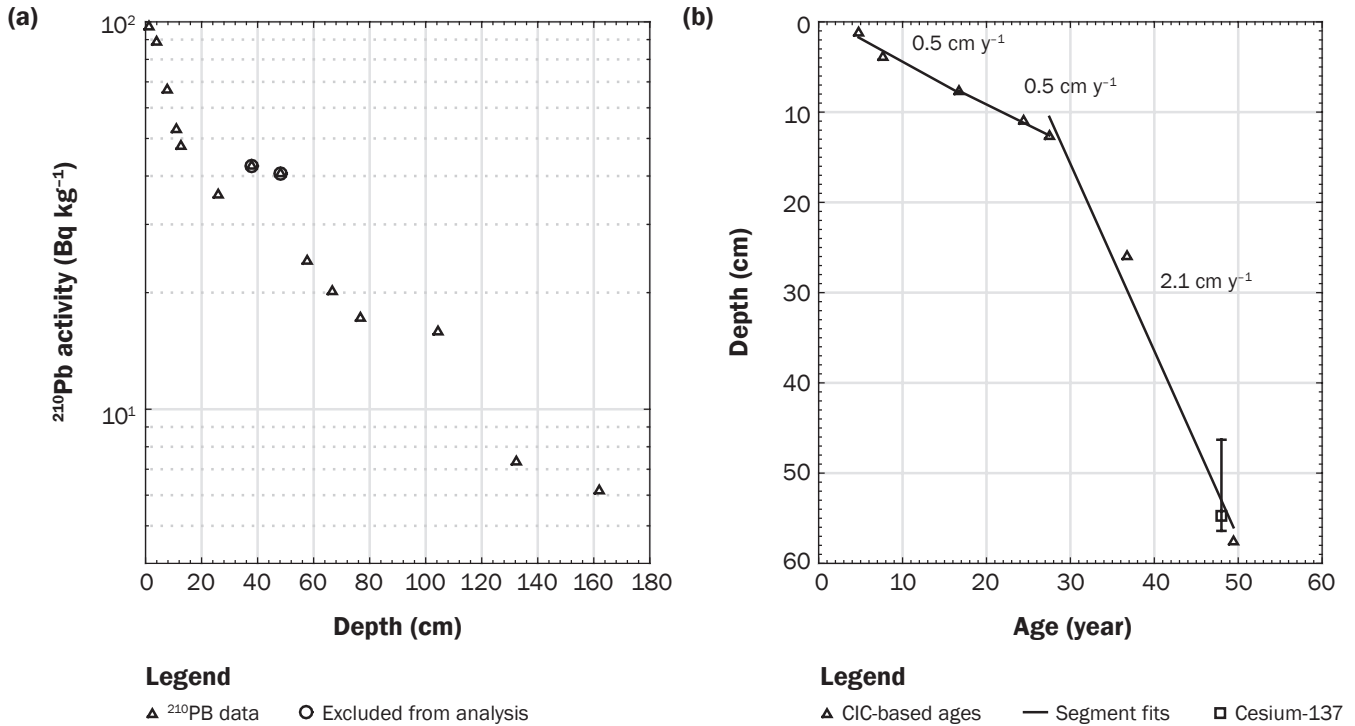 (a)
10²
10¹
²¹⁰Pb activity (Bq kg⁻¹)
0 20 40 60 80 100 120 140 160 180
Depth (cm)
Legend
²¹⁰PB data Excluded from analysis
(b)
0
10
20
30
40
50
60
Depth (cm)
0.5 cm y⁻¹
0.5 cm y⁻¹
2.1 cm y⁻¹
0 10 20 30 40 50 60
Age (year)
Legend
CIC-based ages Segment fits Cesium-137